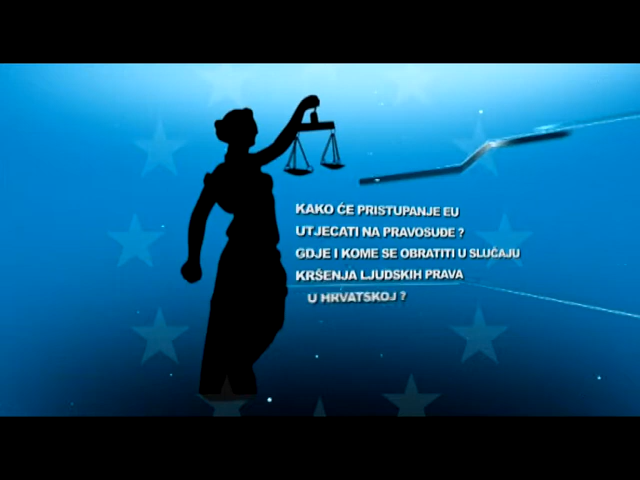 KAKO ĆE PRISTUPANJE EU
UTJECATI NA PRAVOSUĐE ?
GDJE I KOME SE OBRATITI U SLUČAJU
KRŠENJA LJUDSKIH PRAVA
U HRVATSKOJ ?